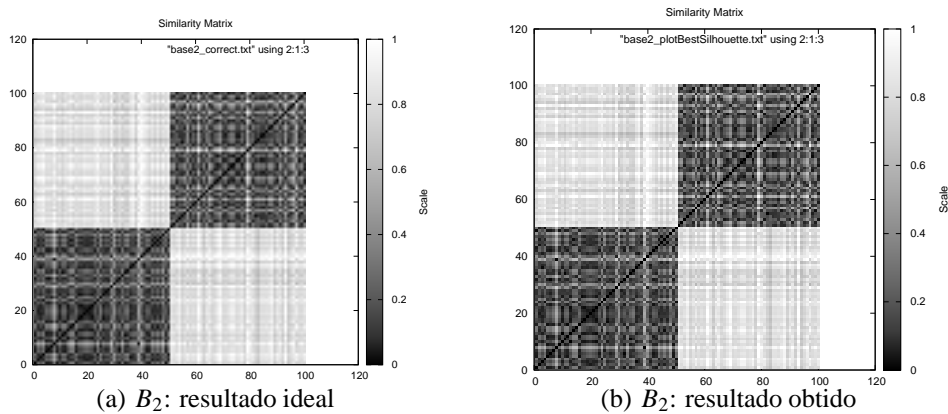 Similarity Matrix
"base2_correct.txt" using 2:1:3
120
100
80
60
40
20
0
0 20 40 60 80 100 120
1
0.8
0.6
0.4
0.2
0
Scale
(a) B2: resultado ideal
Similarity Matrix
"base2_plotBestSilhouette.txt" using 2:1:3
120
100
80
60
40
20
0
0 20 40 60 80 100 120
1
0.8
0.6
0.4
0.2
0
Scale
(b) B2: resultado obtido